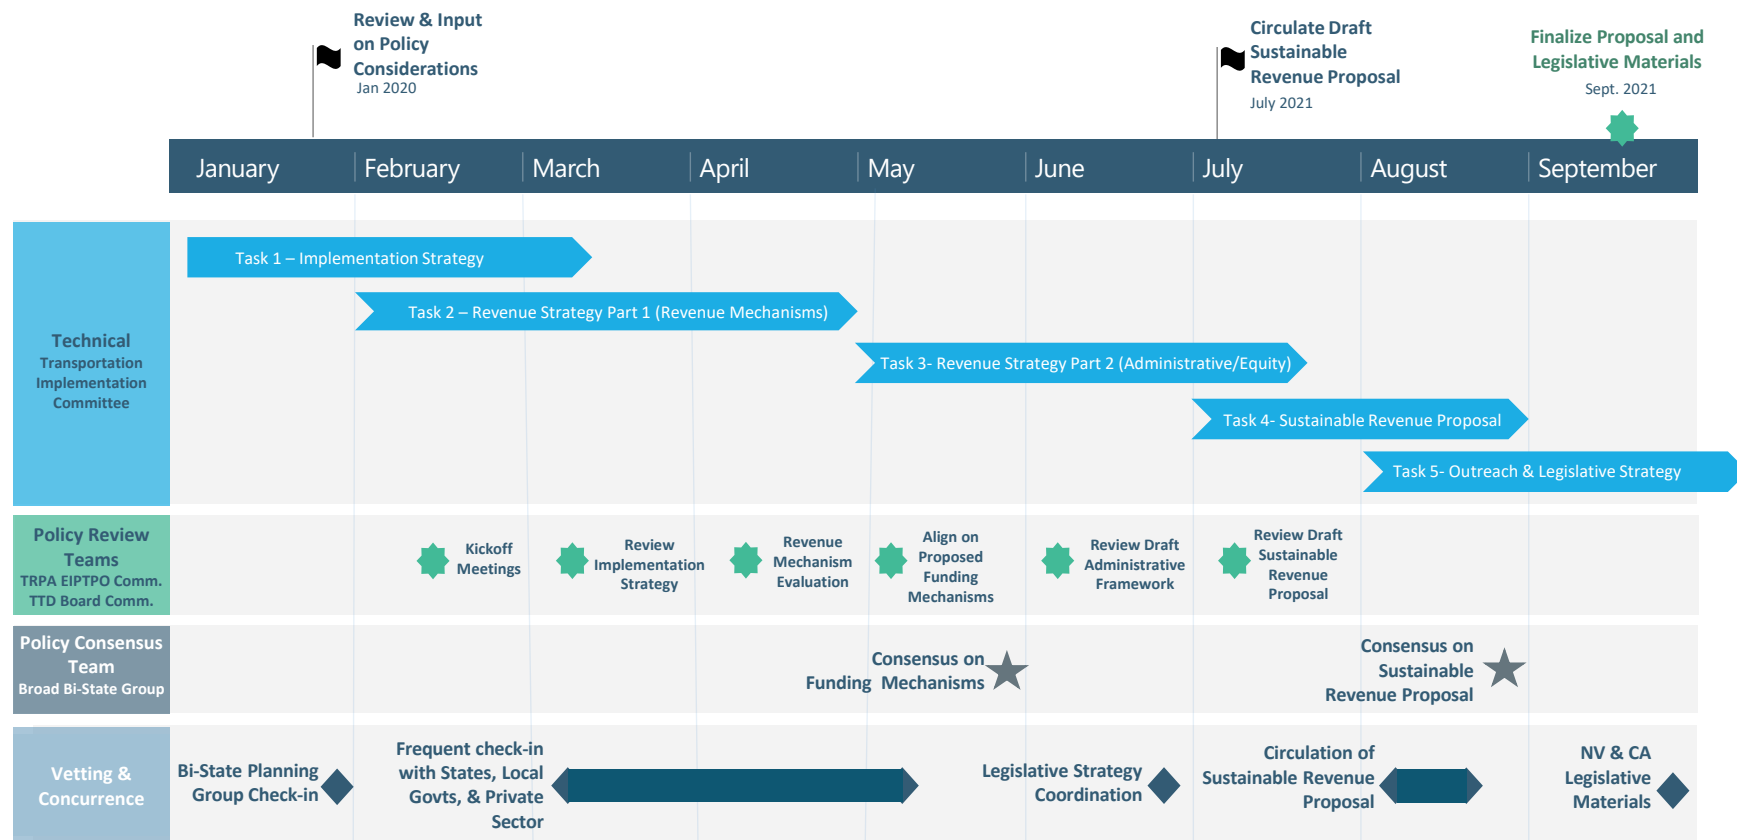 Review & Input
on Policy
Considerations
Jan 2020
Circulate Draft
Sustainable
Revenue Proposal
July 2021
Finalize Proposal and
Legislative Materials
Sept. 2021
January
February
March
April
May
June
July
August
September
Technical
Transportation
Implementation
Committee
Task 1 – Implementation Strategy
Task 2 – Revenue Strategy Part 1 (Revenue Mechanisms)
Task 3- Revenue Strategy Part 2 (Administrative/Equity)
Task 4- Sustainable Revenue Proposal
Task 5- Outreach & Legislative Strategy
Policy Review
Teams
TRPA EIPTPO Comm.
TTD Board Comm.
Kickoff
Meetings
Review
Implementation
Strategy
Revenue
Mechanism
Evaluation
Align on
Proposed
Funding
Mechanisms
Review Draft
Administrative
Framework
Review Draft
Sustainable
Revenue
Proposal
Policy Consensus
Team
Broad Bi-State Group
Consensus on
Funding Mechanisms
Consensus on
Sustainable
Revenue Proposal
Vetting &
Concurrence
Bi-State Planning
Group Check-in
Frequent check-in
with States, Local
Govts, & Private
Sector
Legislative Strategy
Coordination
Circulation of
Sustainable Revenue
Proposal
NV & CA
Legislative
Materials